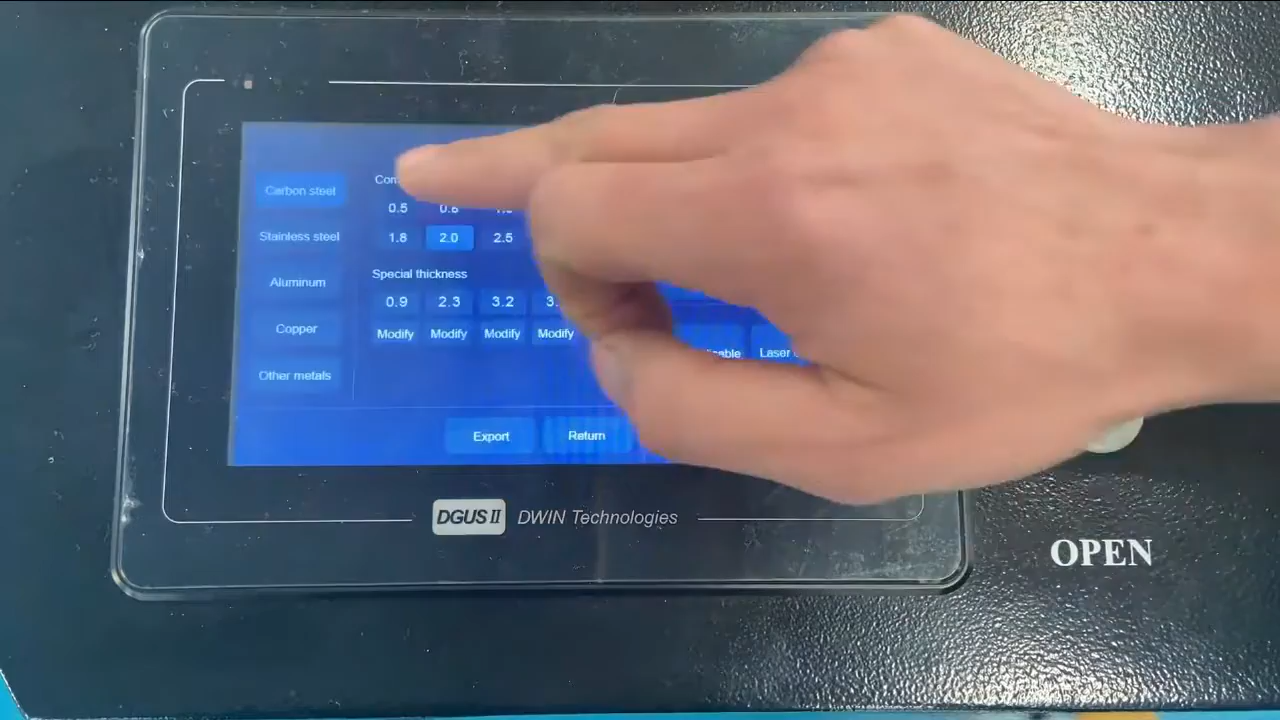 Carbon steel
Stainless steel
Aluminum
Copper
Other metals
0.5 0.8
1.8 2.0 2.5
Special thickness
0.9 2.3 3.2
Modify Modify Modify Modify
Laser
Export Return
DGUS II DWIN Technologies
OPEN